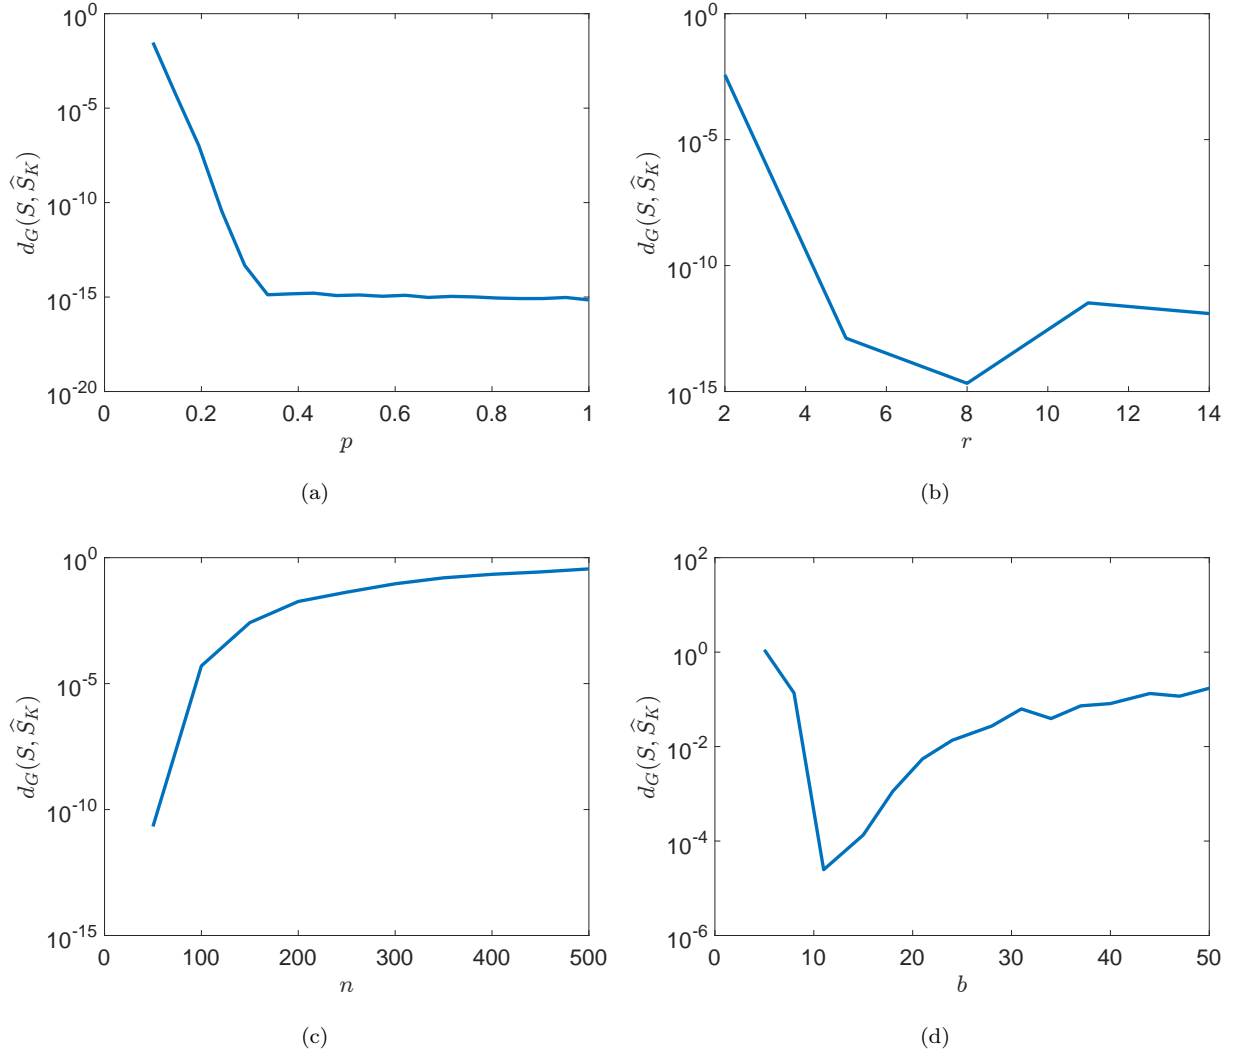 10^0
10^-5
10^-10
10^-15
10^-20
d_G(S, Ŝ_K)
0 0.2 0.4 0.6 0.8 1
p
(a)
10^0
10^-5
10^-10
10^-15
d_G(S, Ŝ_K)
2 4 6 8 10 12 14
r
(b)
10^0
10^-5
10^-10
10^-15
d_G(S, Ŝ_K)
0 100 200 300 400 500
n
(c)
10^2
10^0
10^-2
10^-4
10^-6
d_G(S, Ŝ_K)
0 10 20 30 40 50
b
(d)